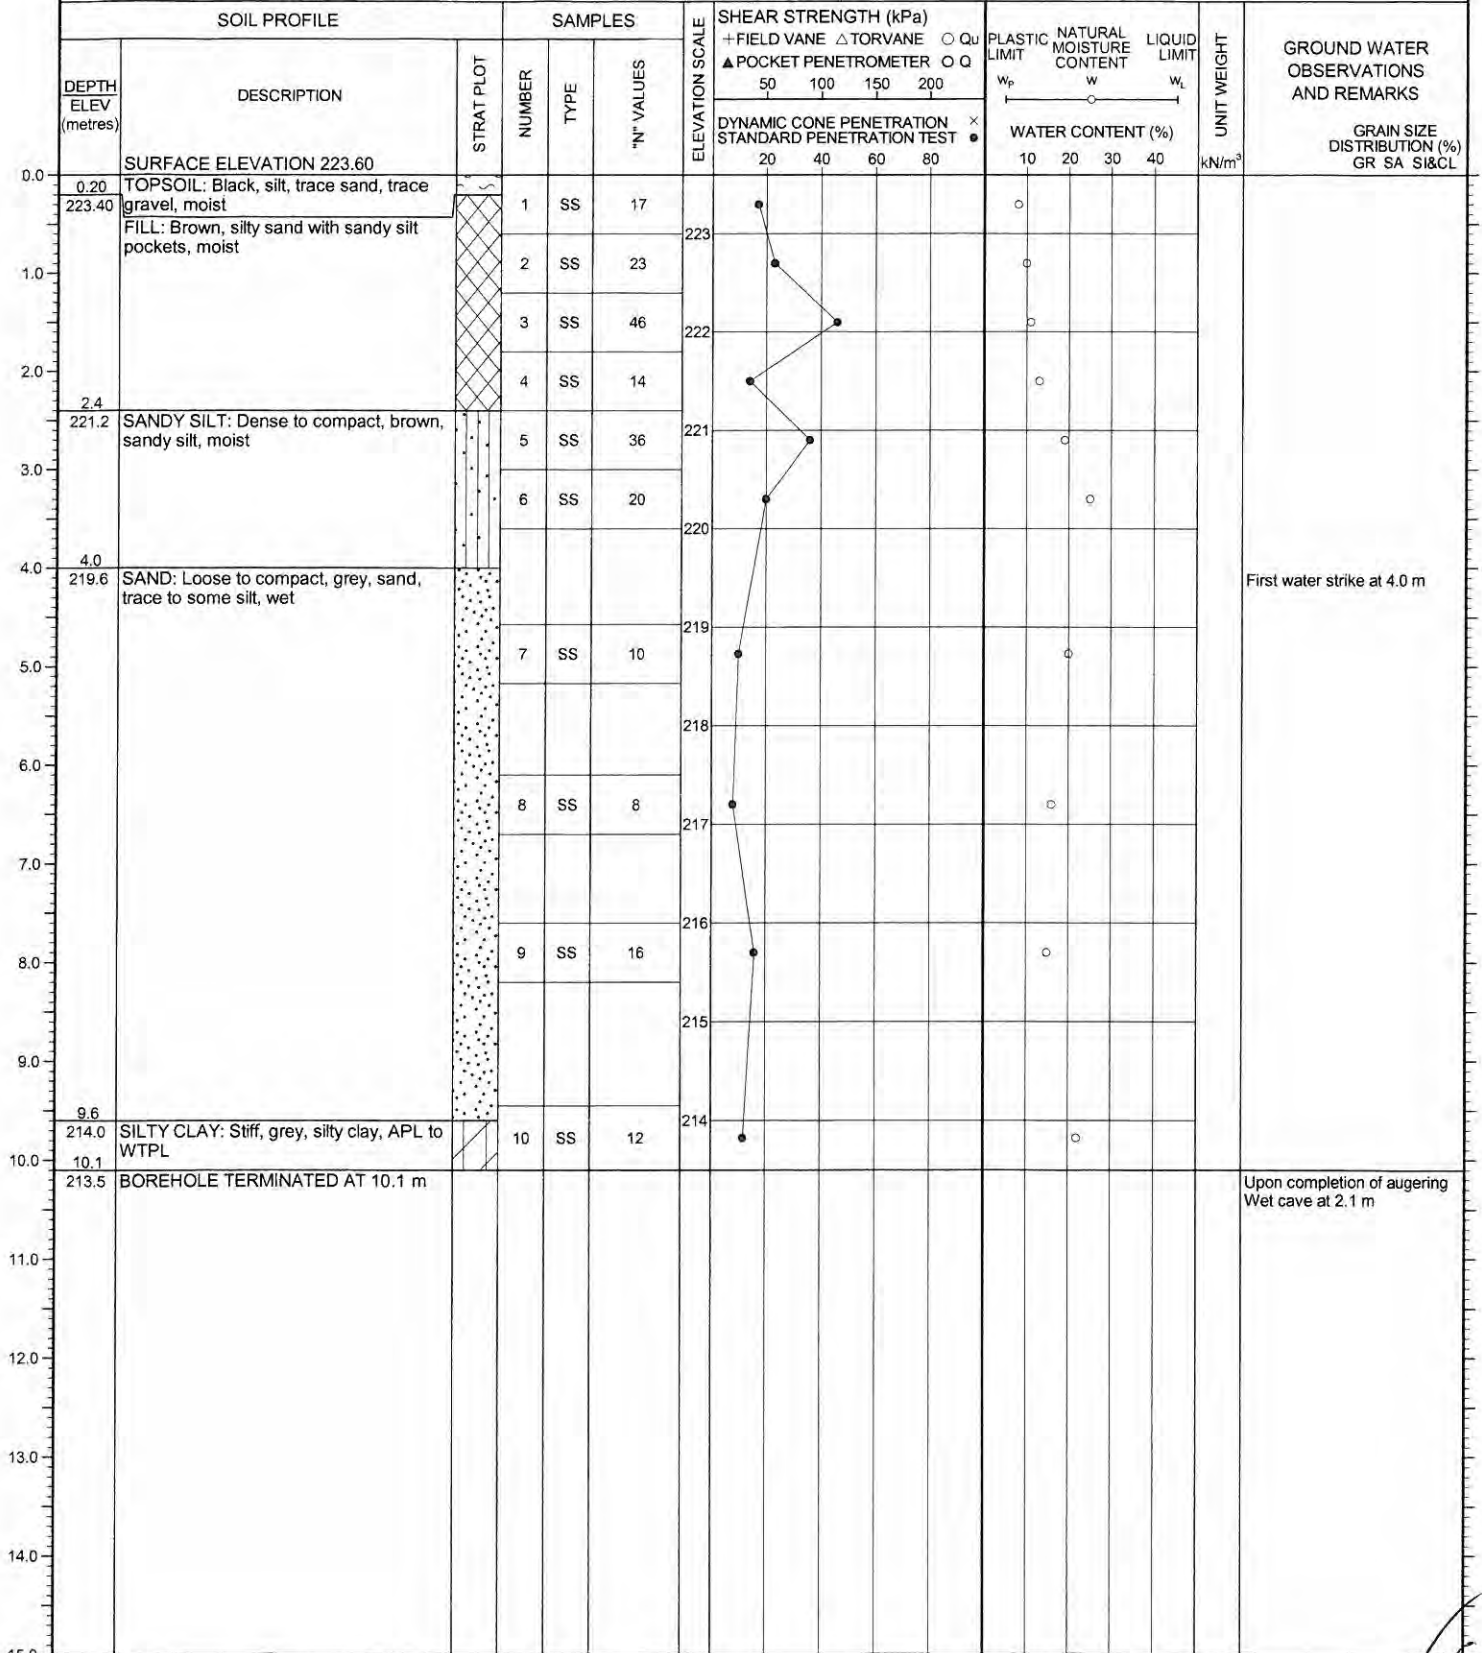 SOIL PROFILE
SAMPLES
DEPTH
ELEV
(metres)
DESCRIPTION
SURFACE ELEVATION 223.60
STRAT PLOT
NUMBER
TYPE
"N" VALUES
ELEVATION SCALE
SHEAR STRENGTH (kPa)
+FIELD VANE △TORVANE ○ Qu
▲POCKET PENETROMETER O Q
50 100 150 200
DYNAMIC CONE PENETRATION ×
STANDARD PENETRATION TEST ●
20 40 60 80
PLASTIC LIMIT
NATURAL MOISTURE CONTENT
LIQUID LIMIT
WP W WL
WATER CONTENT (%)
10 20 30 40
UNIT WEIGHT
kN/m³
GROUND WATER
OBSERVATIONS
AND REMARKS
GRAIN SIZE
DISTRIBUTION (%)
GR SA SI&CL
0.0
0.20 TOPSOIL: Black, silt, trace sand, trace
223.40 gravel, moist
1 SS 17
FILL: Brown, silty sand with sandy silt
pockets, moist
223
1.0
2 SS 23
3 SS 46
222
2.0
4 SS 14
2.4
221.2 SANDY SILT: Dense to compact, brown,
sandy silt, moist
221
5 SS 36
3.0
6 SS 20
220
4.0
4.0
219.6 SAND: Loose to compact, grey, sand,
trace to some silt, wet
First water strike at 4.0 m
219
5.0
7 SS 10
218
6.0
8 SS 8
217
7.0
216
8.0
9 SS 16
215
9.0
9.6
214
214.0 SILTY CLAY: Stiff, grey, silty clay, APL to
WTPL
10 SS 12
10.0
10.1
213.5 BOREHOLE TERMINATED AT 10.1 m
Upon completion of augering
Wet cave at 2.1 m
11.0
12.0
13.0
14.0